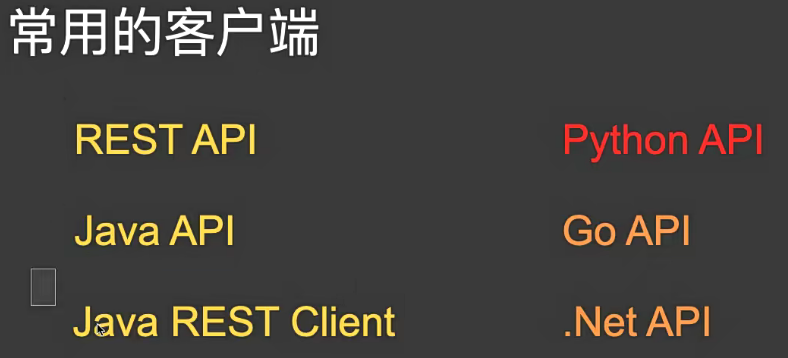 常用的客户端
REST API
Python API
Java API
Go API
Java REST Client
.Net API